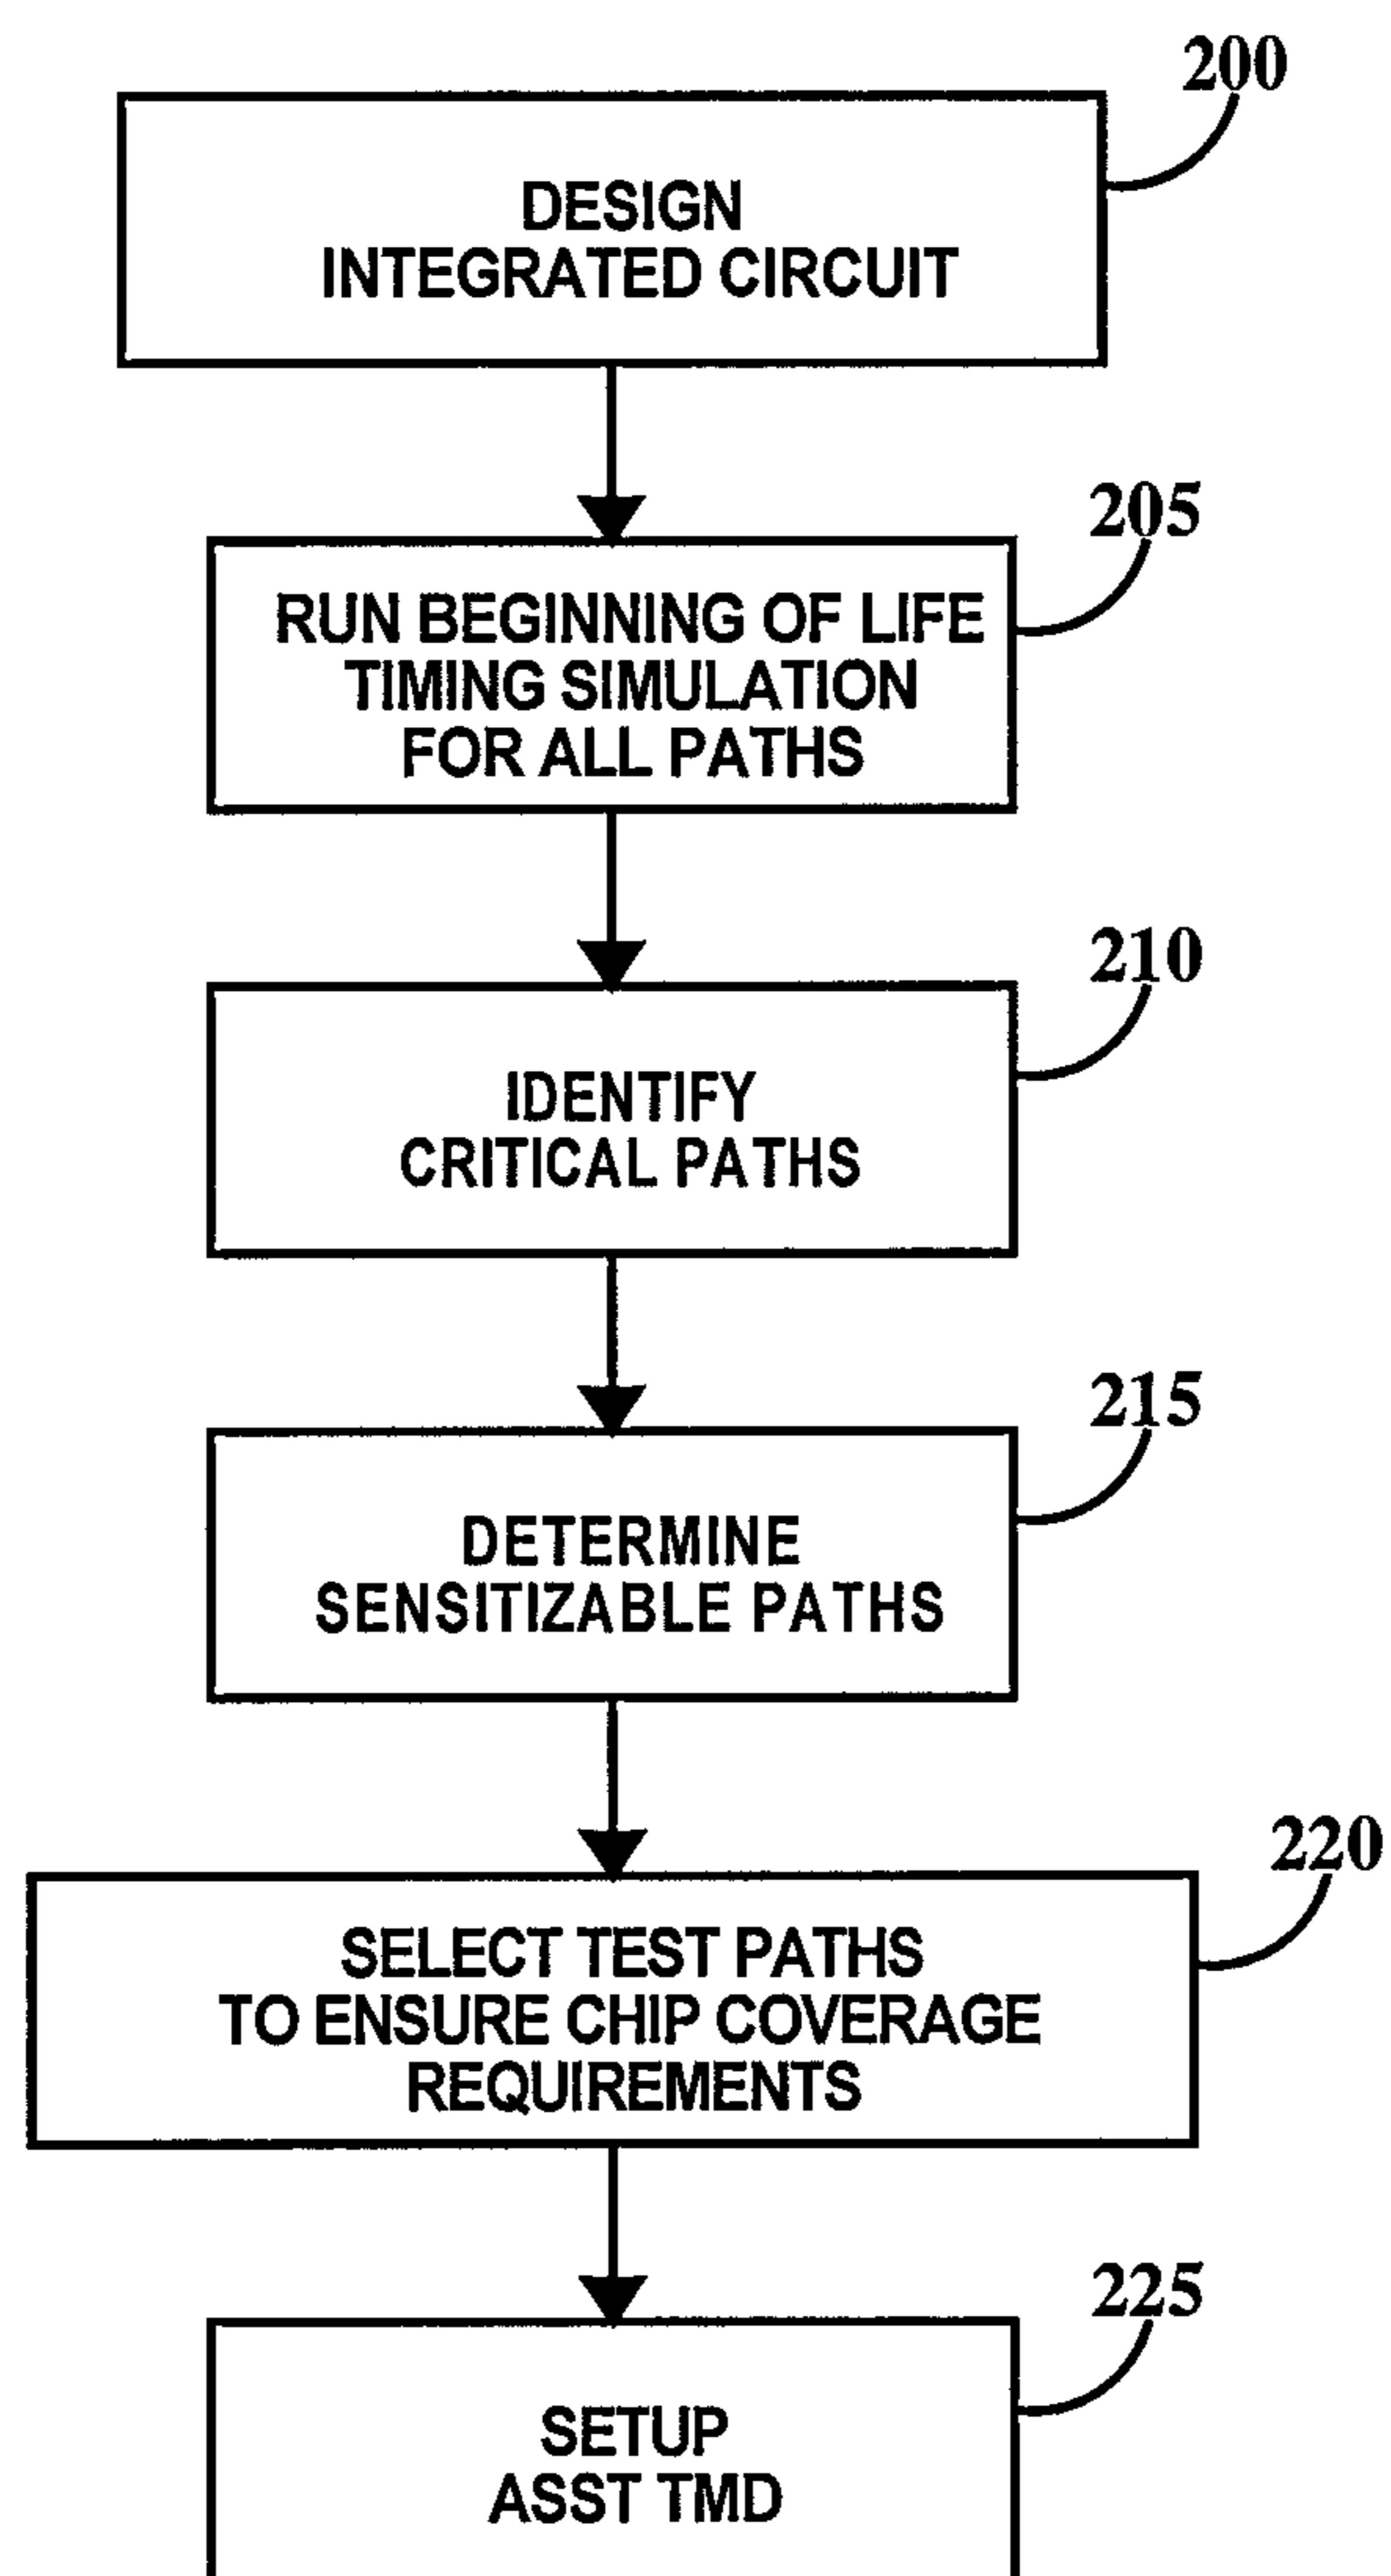 200
DESIGN
INTEGRATED CIRCUIT
205
RUN BEGINNING OF LIFE
TIMING SIMULATION
FOR ALL PATHS
210
IDENTIFY
CRITICAL PATHS
215
DETERMINE
SENSITIZABLE PATHS
220
SELECT TEST PATHS
TO ENSURE CHIP COVERAGE
REQUIREMENTS
225
SETUP
ASST TMD